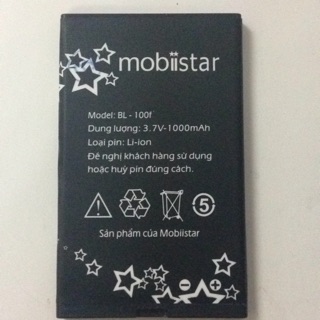 mobiistar
Model: BL - 100f
Dung lượng: 3.7V-1000mAh
Loại pin: Li-ion
Đề nghị khách hàng sử dụng
hoặc huỷ pin đúng cách.
5
Sản phẩm của Mobiistar